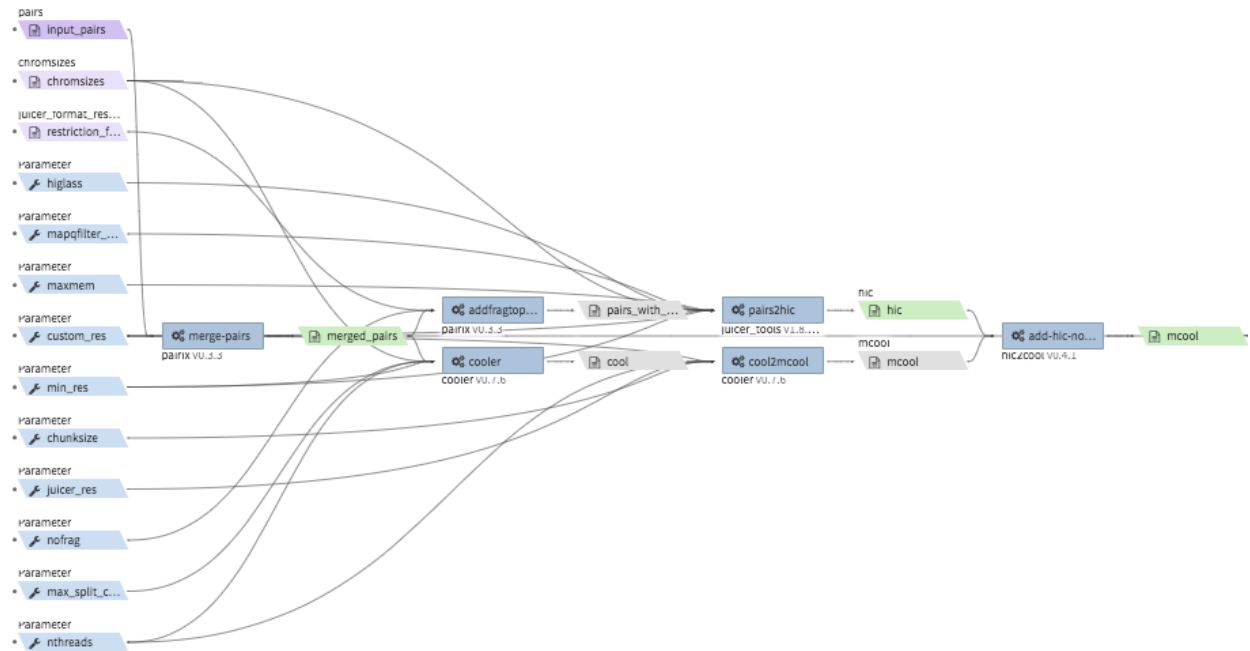 pairs
input_pairs
chromsizes
chromsizes
juicer_format_res...
restriction_f...
Parameter
higlass
Parameter
mapqfilter_...
Parameter
maxmem
Parameter
custom_res
merge-pairs
pairix v0.3.3
merged_pairs
addfragtop...
pairix v0.3.3
pairs_with_...
pairs2hic
juicer_tools v1.8....
hic
hic
cooler
cooler v0.7.6
cool
cool2mcool
cooler v0.7.6
mcool
mcool
add-hic-no...
hic2cool v0.4.1
mcool
Parameter
min_res
Parameter
chunksize
Parameter
juicer_res
Parameter
nofrag
Parameter
max_split_c...
Parameter
nthreads